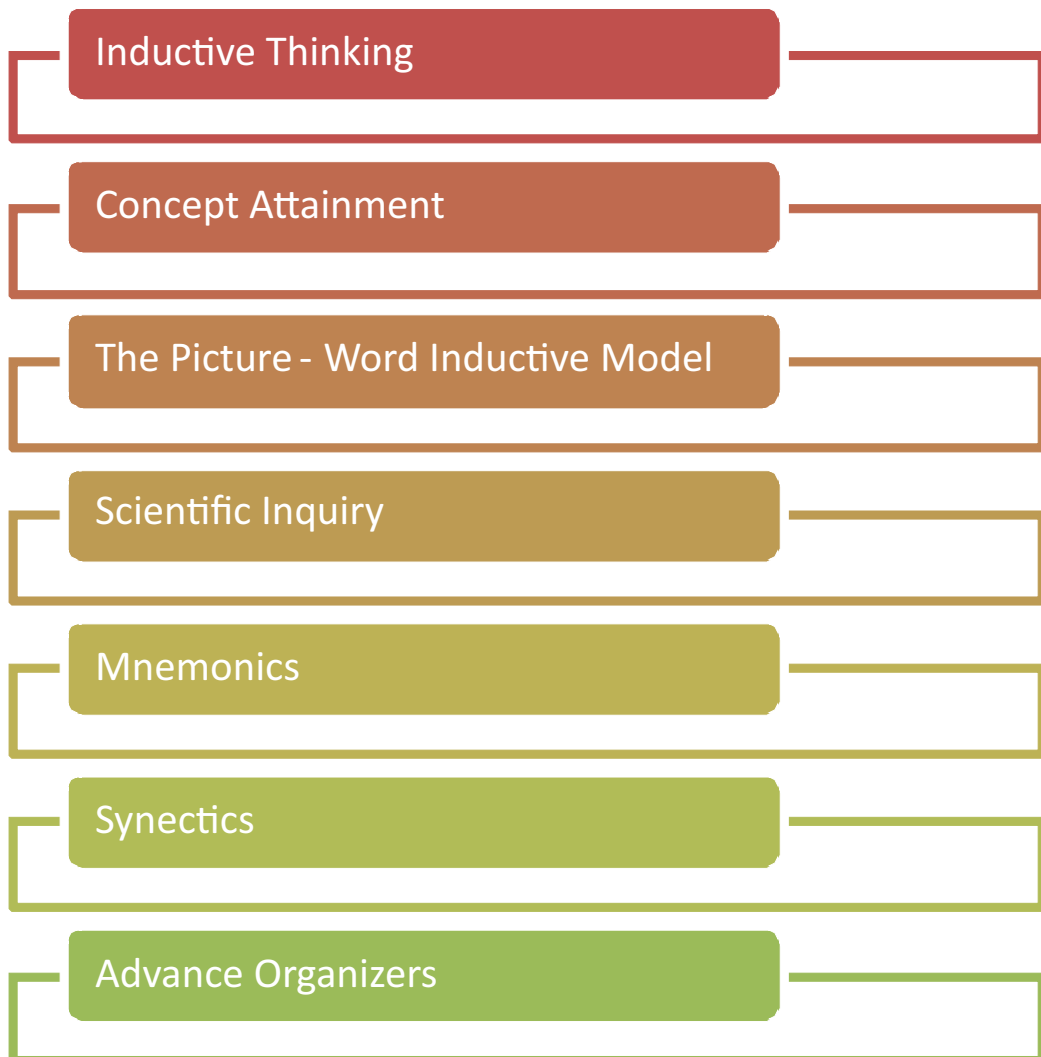 Inductive Thinking
Concept Attainment
The Picture - Word Inductive Model
Scientific Inquiry
Mnemonics
Synectics
Advance Organizers